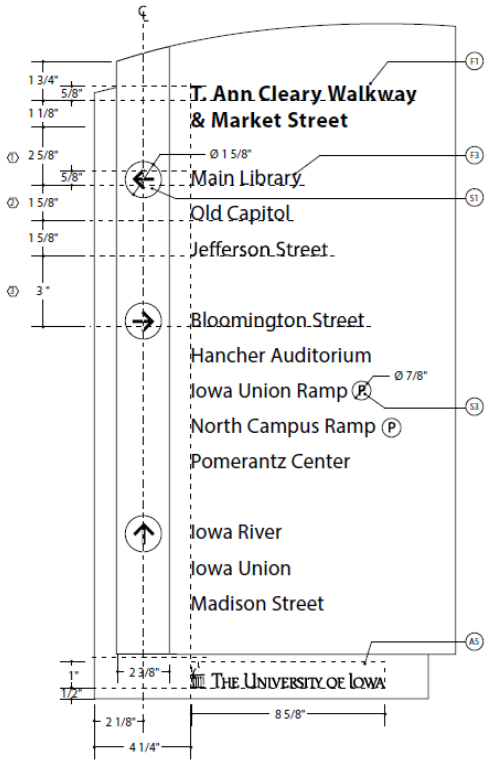 ℄
F1
1 3/4"
5/8"
T. Ann Cleary Walkway
1 1/8"
& Market Street
1
2 5/8"
Ø 1 5/8"
F3
5/8"
Main Library
S1
2
1 5/8"
Old Capitol
1 5/8"
Jefferson Street
3
3 "
Bloomington Street
Hancher Auditorium
Ø 7/8"
Iowa Union Ramp P
S3
North Campus Ramp P
Pomerantz Center
Iowa River
Iowa Union
Madison Street
A5
1"
2 3/8"
THE UNIVERSITY OF IOWA
1/2"
2 1/8"
8 5/8"
4 1/4"